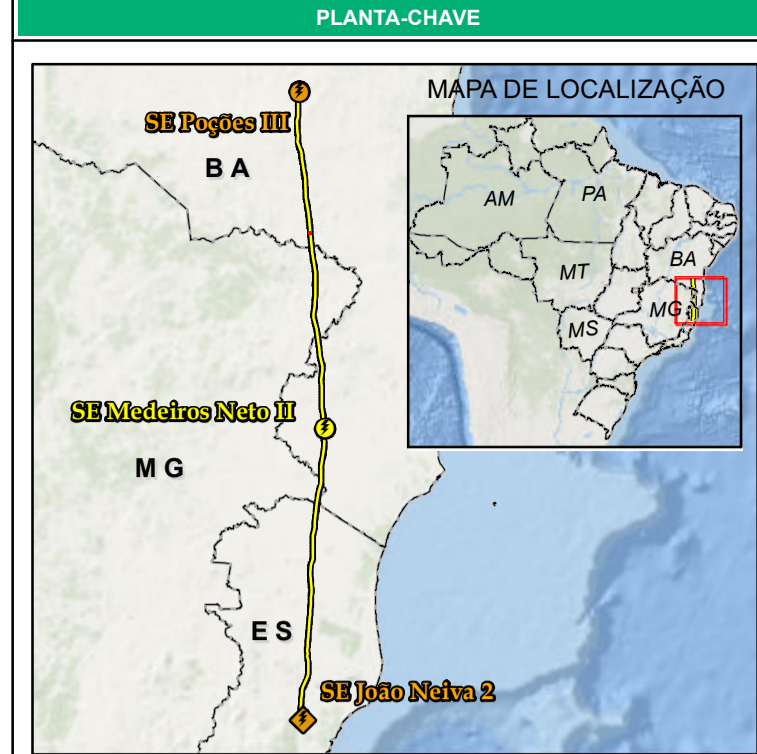 PLANTA-CHAVE
MAPA DE LOCALIZAÇÃO
SE Poções III
B A
AM
PA
BA
MT
MG
MS
SE Medeiros Neto II
M G
E S
SE João Neiva 2